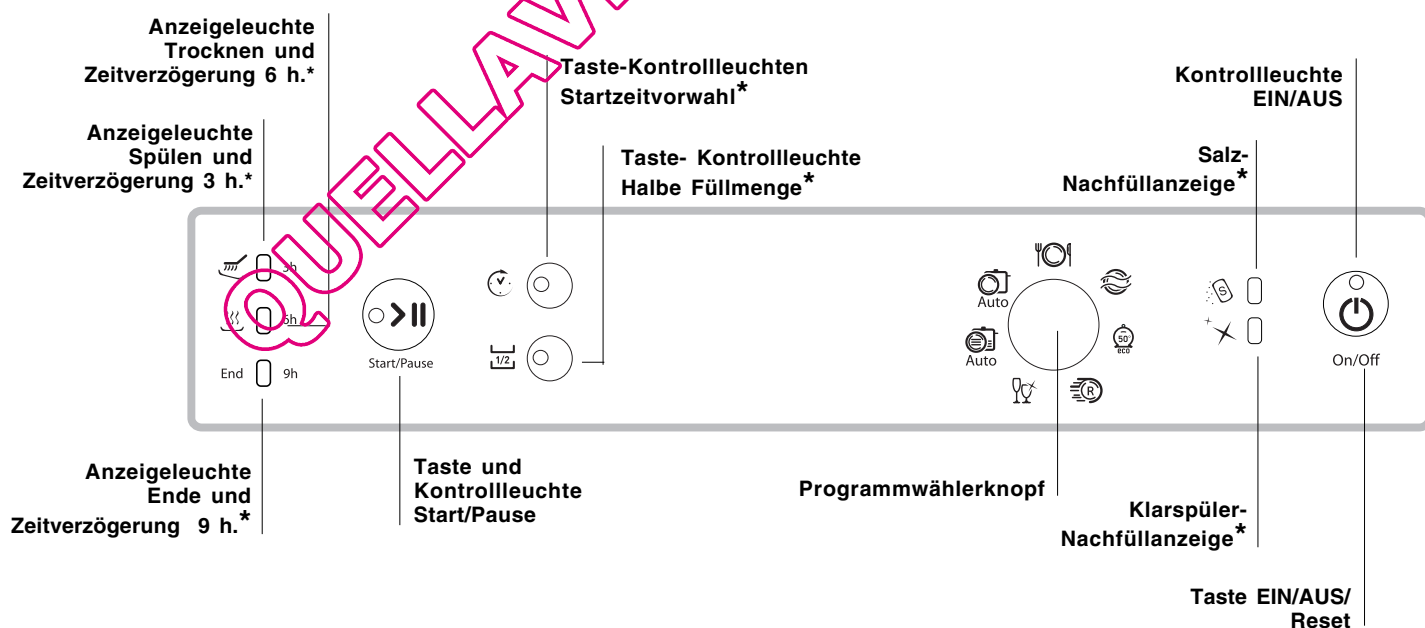 Anzeigeleuchte
Trocknen und
Zeitverzögerung 6 h.*
Anzeigeleuchte
Spülen und
Zeitverzögerung 3 h.*
Taste-Kontrollleuchten
Startzeitvorwahl*
Taste- Kontrollleuchte
Halbe Füllmenge*
Kontrollleuchte
EIN/AUS
Salz-
Nachfüllanzeige*
3h
6h
End 9h
Start/Pause
1/2
Auto
Auto
50°
eco
R
S
On/Off
Anzeigeleuchte
Ende und
Zeitverzögerung 9 h.*
Taste und
Kontrollleuchte
Start/Pause
Programmwählerknopf
Klarspüler-
Nachfüllanzeige*
Taste EIN/AUS/
Reset